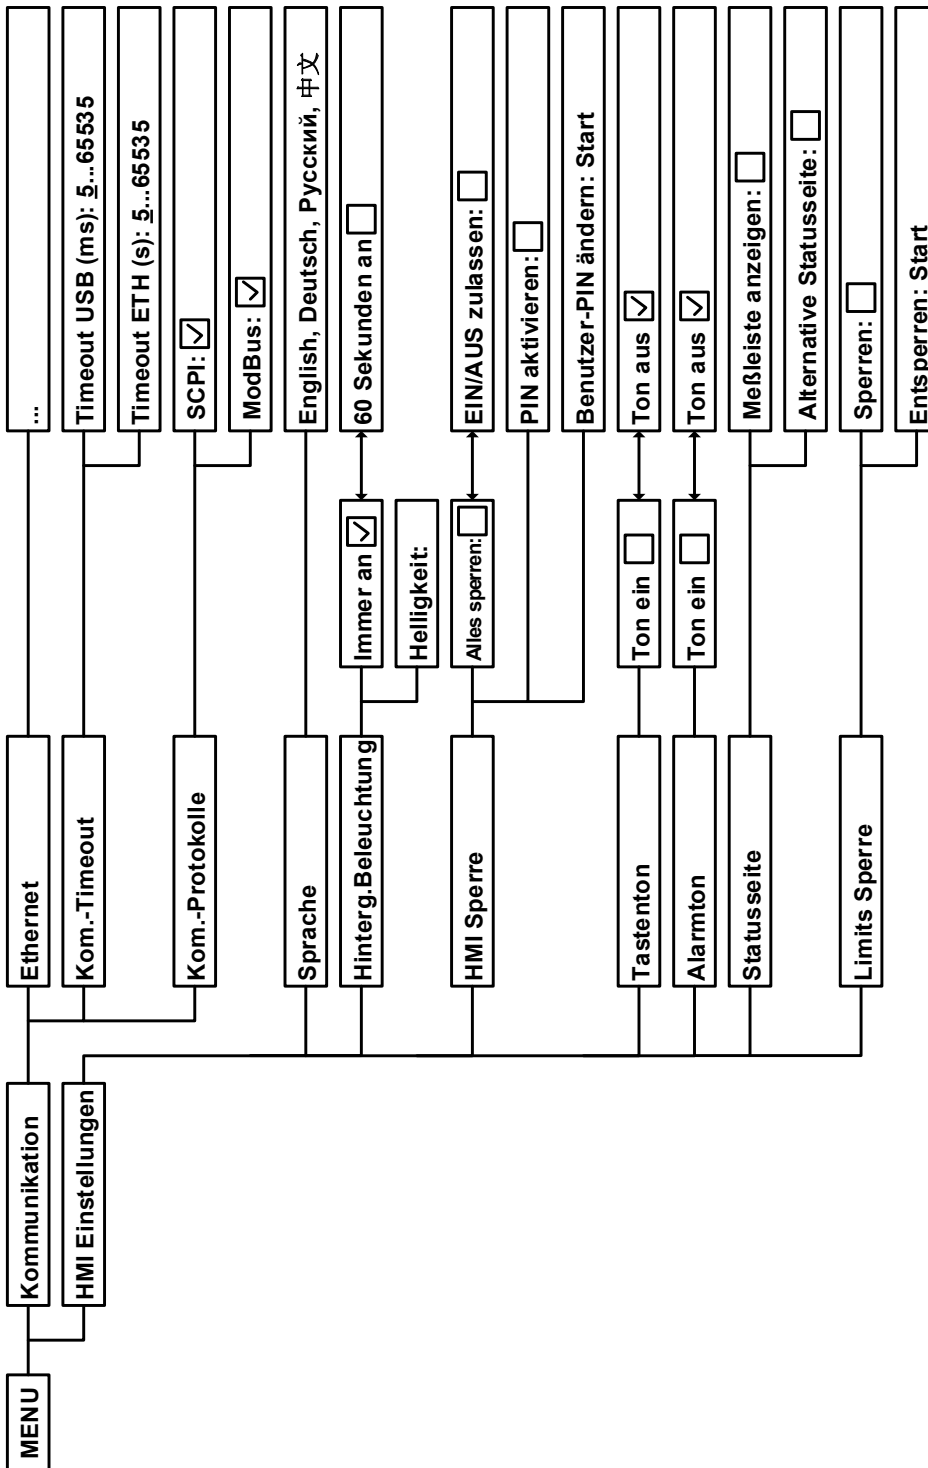 MENU
Kommunikation
Ethernet
...
Kom.-Timeout
Timeout USB (ms): 5...65535
Timeout ETH (s): 5...65535
Kom.-Protokolle
SCPI:
ModBus:
HMI Einstellungen
Sprache
English, Deutsch, Русский, 中文
Hinterg.Beleuchtung
Immer an
60 Sekunden an
Helligkeit:
HMI Sperre
Alles sperren:
EIN/AUS zulassen:
PIN aktivieren:
Benutzer-PIN ändern: Start
Tastenton
Ton ein
Ton aus
Alarmton
Ton ein
Ton aus
Statusseite
Meßleiste anzeigen:
Alternative Statusseite:
Limits Sperre
Sperren:
Entsperren: Start